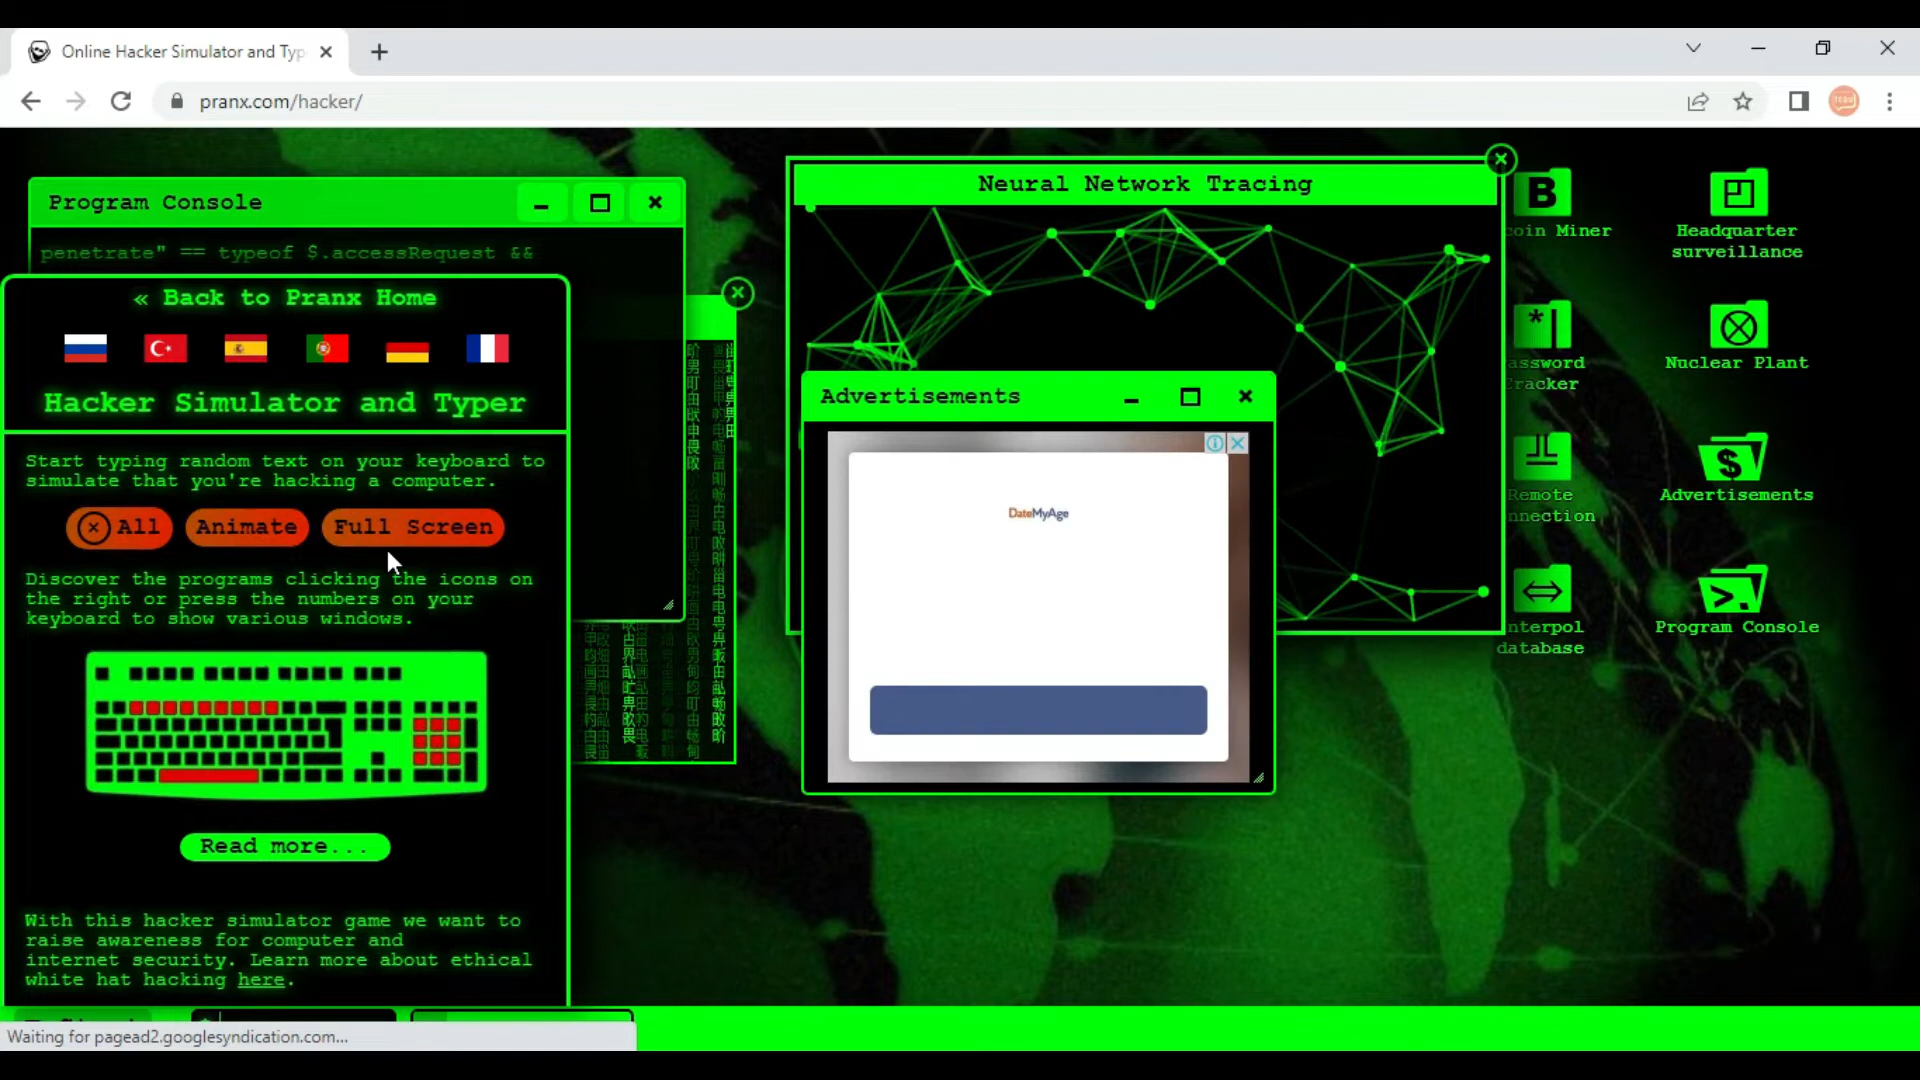 Online Hacker Simulator and Typ
pranx.com/hacker/
Program Console
penetrate" == typeof $.accessRequest &&
« Back to Pranx Home
Hacker Simulator and Typer
Start typing random text on your keyboard to
simulate that you're hacking a computer.
All
Animate
Full Screen
Discover the programs clicking the icons on
the right or press the numbers on your
keyboard to show various windows.
Read more...
With this hacker simulator game we want to
raise awareness for computer and
internet security. Learn more about ethical
white hat hacking here.
Neural Network Tracing
Advertisements
DateMyAge
coin Miner
Headquarter
surveillance
assword
Cracker
Nuclear Plant
Remote
nnection
Advertisements
nterpol
database
Program Console
Waiting for pagead2.googlesyndication.com...